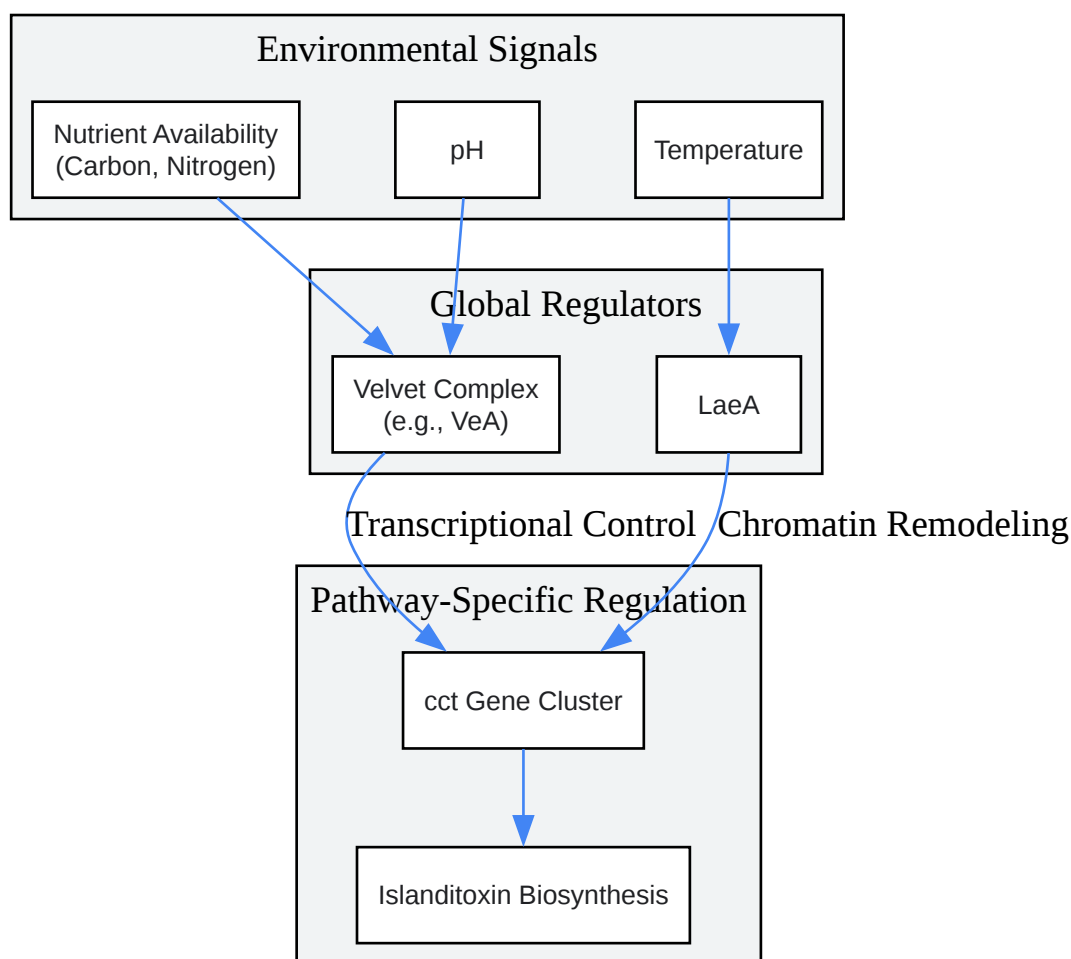 Environmental Signals
Nutrient Availability
(Carbon, Nitrogen)
pH
Temperature
Global Regulators
Velvet Complex
(e.g., VeA)
LaeA
Transcriptional Control
Chromatin Remodeling
Pathway-Specific Regulation
cct Gene Cluster
Islanditoxin Biosynthesis